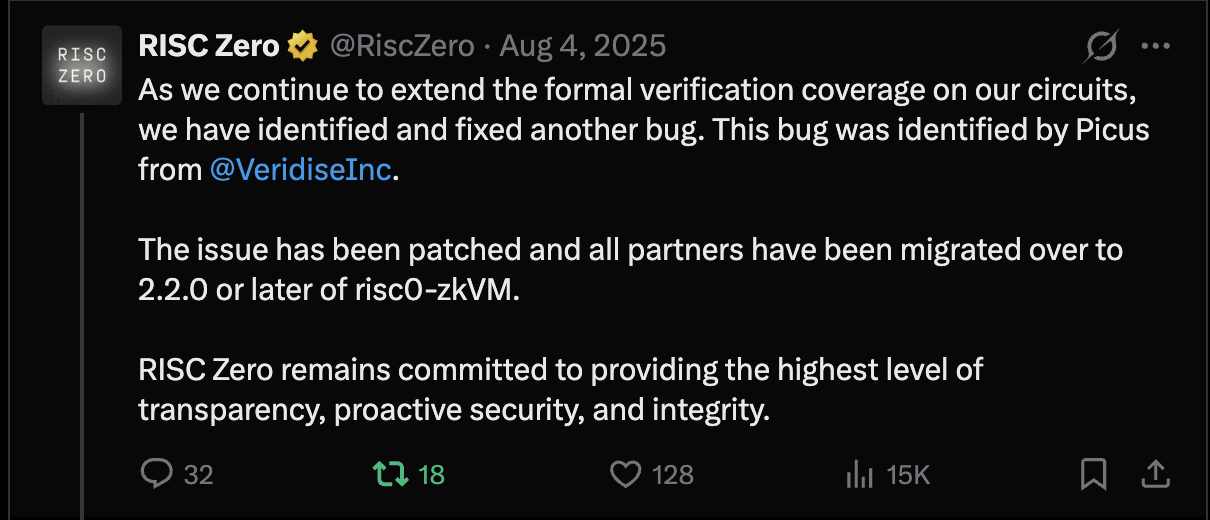 RISC
ZERO
RISC Zero @RiscZero · Aug 4, 2025
As we continue to extend the formal verification coverage on our circuits,
we have identified and fixed another bug. This bug was identified by Picus
from @VeridiseInc.
The issue has been patched and all partners have been migrated over to
2.2.0 or later of risc0-zkVM.
RISC Zero remains committed to providing the highest level of
transparency, proactive security, and integrity.
32 18 128 15K